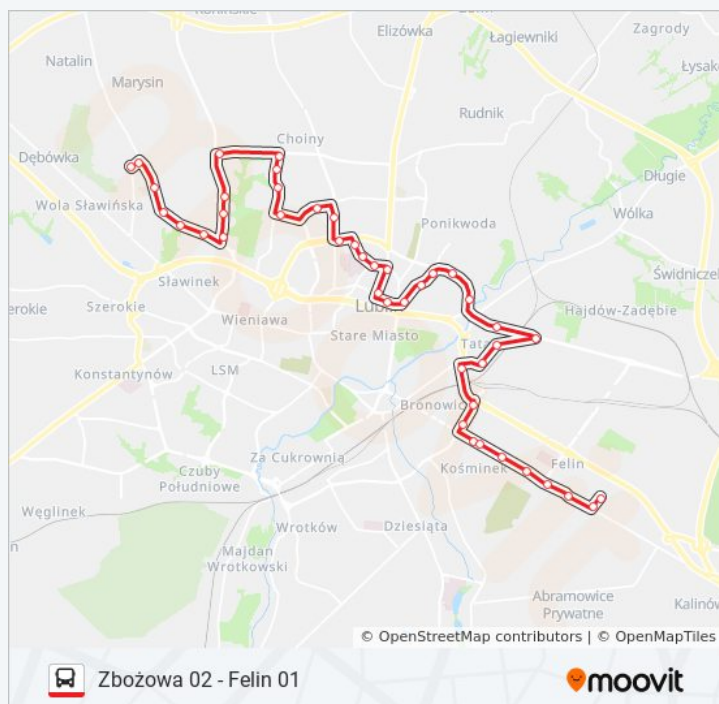 Natalin
Elizówka
Łagiewniki
Zagrody
Marysin
Rudnik
Choiny
Dębówka
Długie
Wola Sławińska
Ponikwoda
Wólka
Sławinek
Szerokie
Hajdów-Zadębie
Wieniawa
Stare Miasto
LSM
Konstantynów
Za Cukrownią
Kośminek
Felin
Czuby
Południowe
Węglinek
Wrotków
Dziesiąta
Majdan
Wrotkowski
Abramowice
Prywatne
© OpenStreetMap contributors | © OpenMapTiles
Zbożowa 02 - Felin 01
moovit